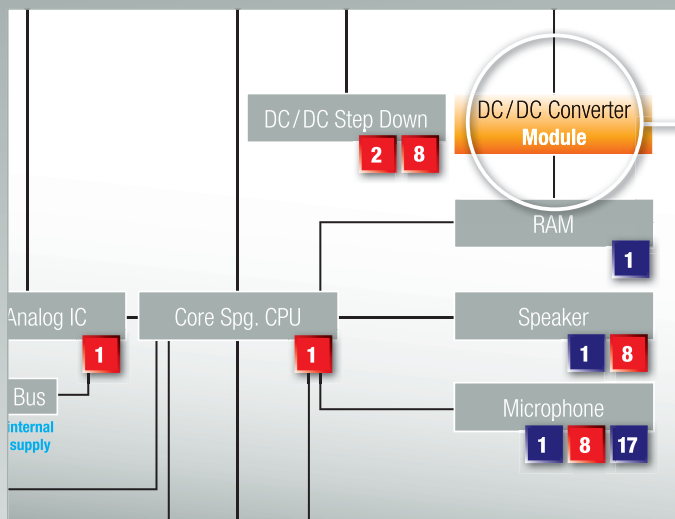 DC/DC Step Down
2 8
DC/DC Converter
Module
RAM
1
Analog IC
1
Core Spg. CPU
1
Speaker
1 8
Bus
internal
supply
Microphone
1 8 17